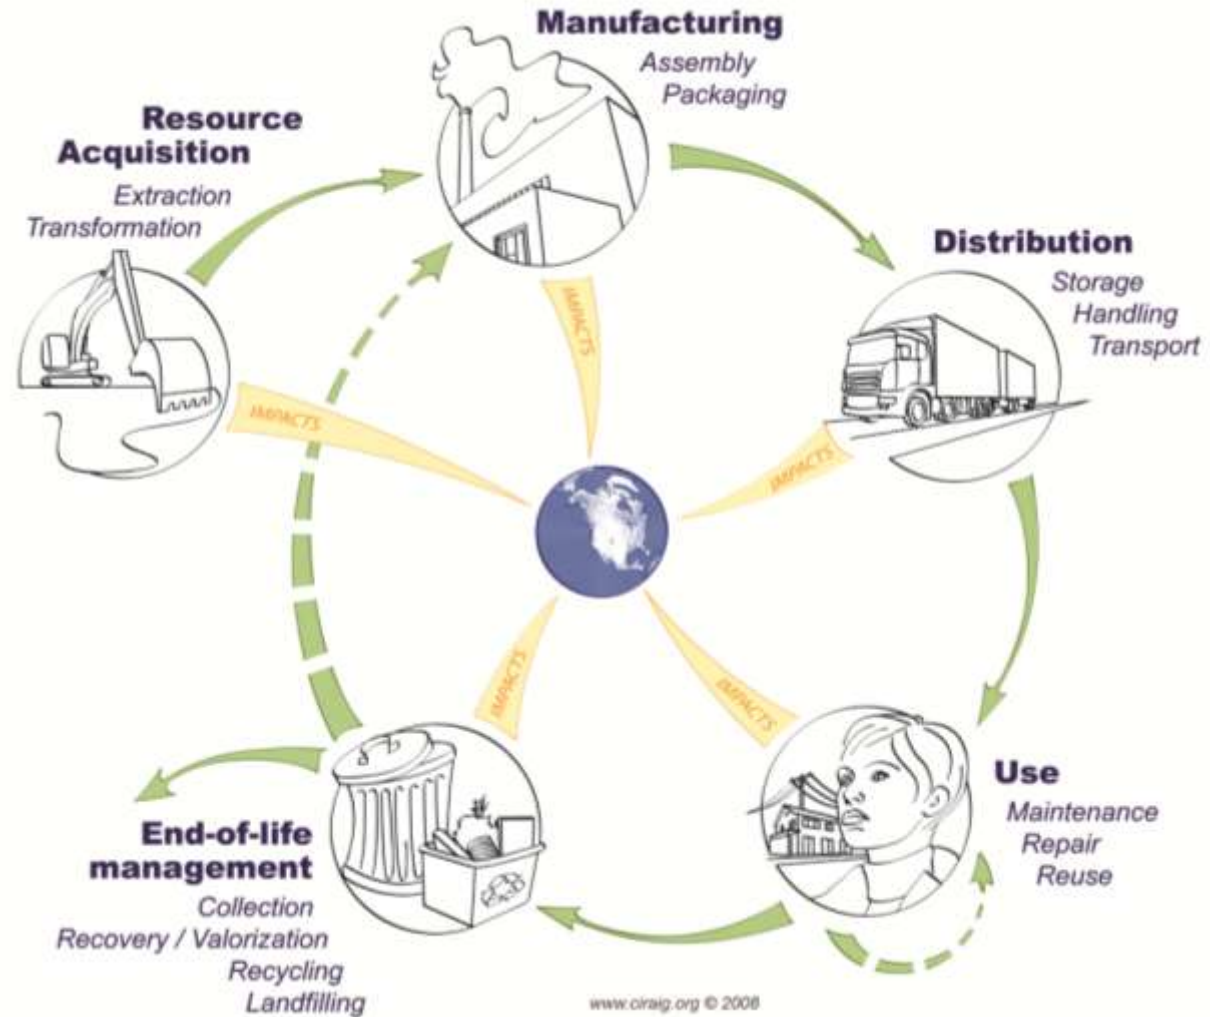 Manufacturing
Assembly
Packaging
Resource
Acquisition
Extraction
Transformation
Distribution
Storage
Handling
Transport
IMPACTS
IMPACTS
IMPACTS
IMPACTS
IMPACTS
Use
Maintenance
Repair
Reuse
End-of-life
management
Collection
Recovery / Valorization
Recycling
Landfilling
www.ciraig.org © 2008